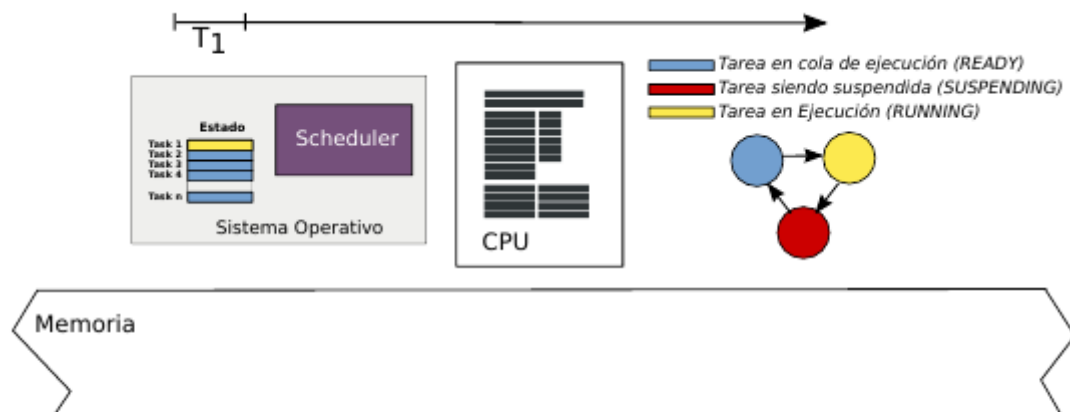 T1
Tarea en cola de ejecución (READY)
Tarea siendo suspendida (SUSPENDING)
Tarea en Ejecución (RUNNING)
Estado
Task 1
Task 2
Task 3
Task 4
Task n
Scheduler
Sistema Operativo
CPU
Memoria